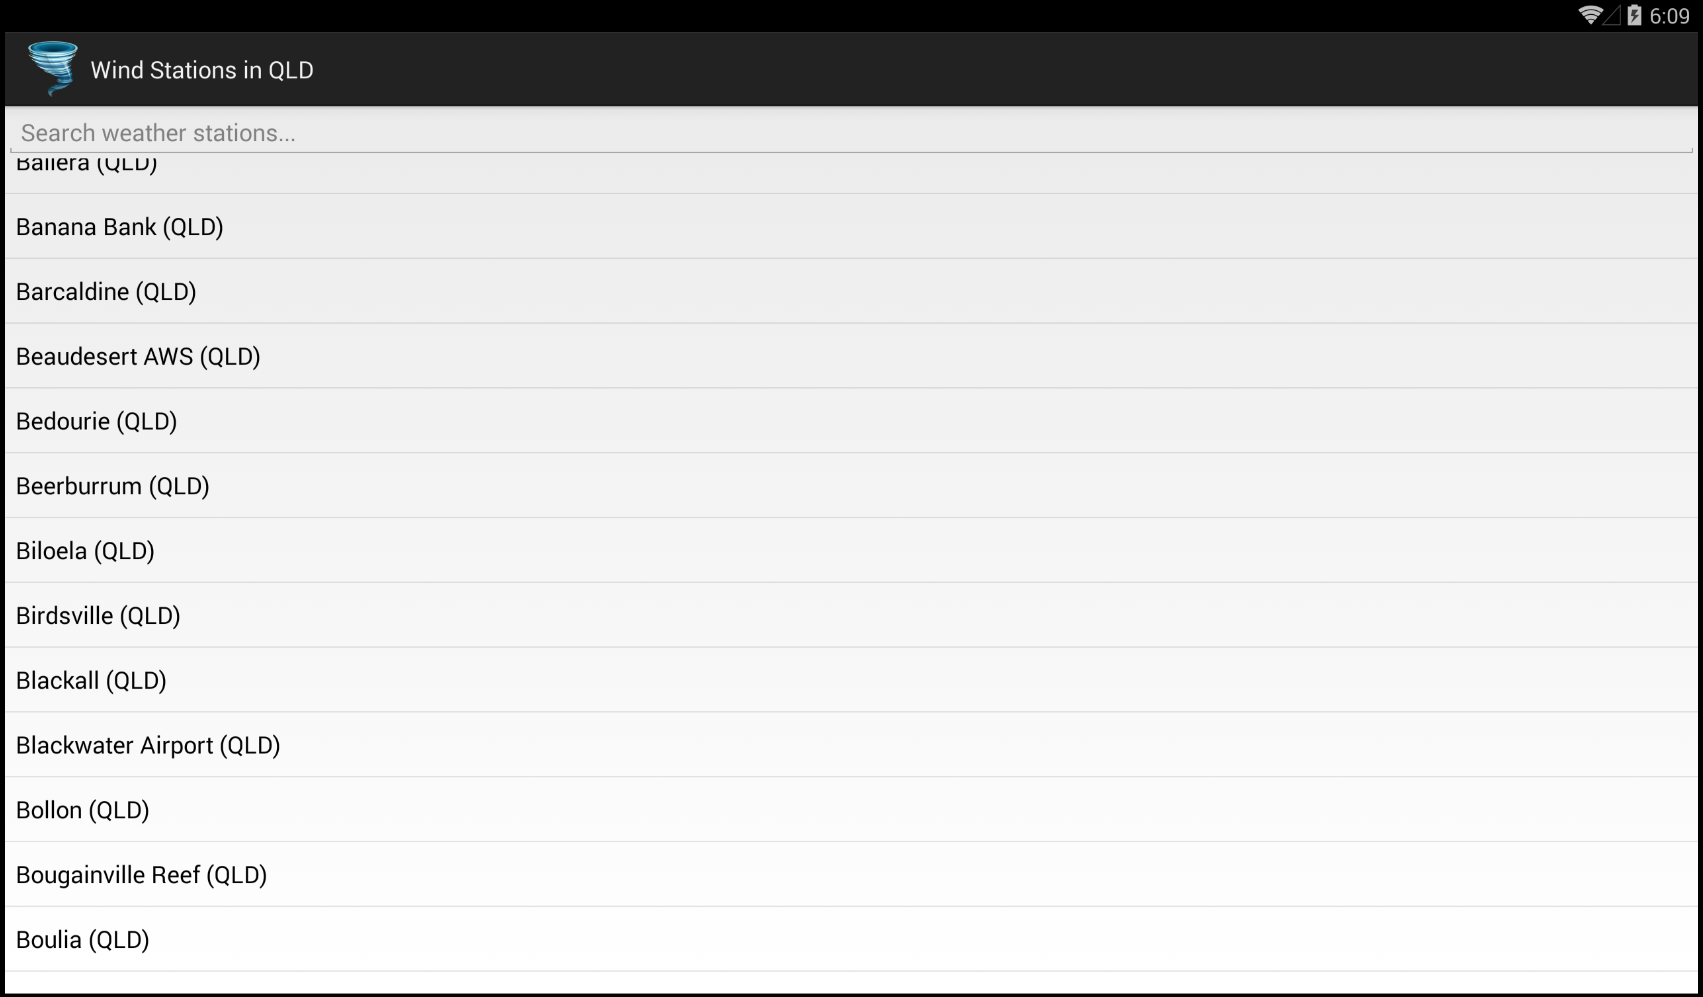 6:09
Wind Stations in QLD
Search weather stations...
Ballera (QLD)
Banana Bank (QLD)
Barcaldine (QLD)
Beaudesert AWS (QLD)
Bedourie (QLD)
Beerburrum (QLD)
Biloela (QLD)
Birdsville (QLD)
Blackall (QLD)
Blackwater Airport (QLD)
Bollon (QLD)
Bougainville Reef (QLD)
Boulia (QLD)